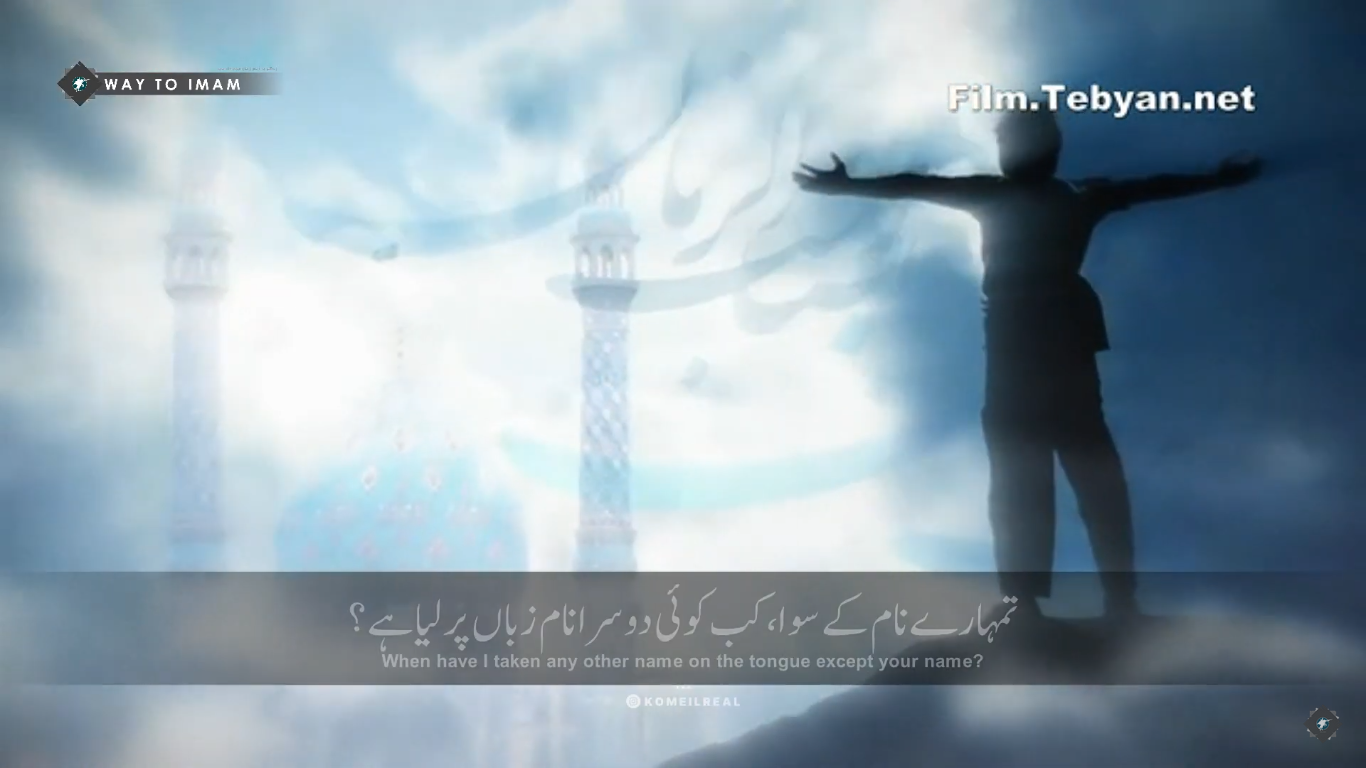 WAY TO IMAM
Film.Tebyan.net
تمہارے نام کے سوا، کب کوئی دوسرا نام زباں پر لیا ہے؟
When have I taken any other name on the tongue except your name?
KOMEILREAL